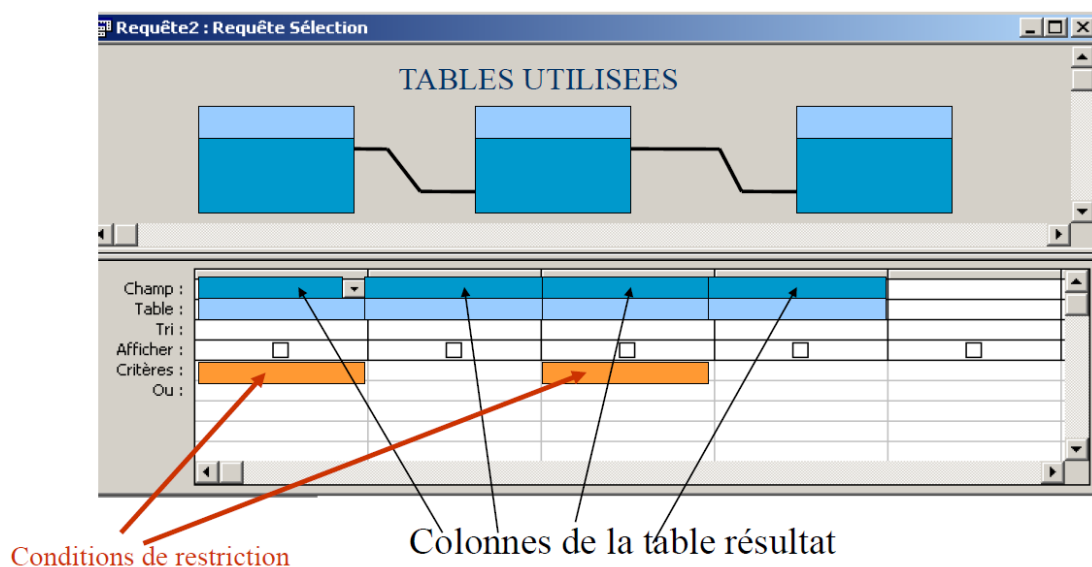 Requête2 : Requête Sélection
TABLES UTILISEES
Champ :
Table :
Tri :
Afficher :
Critères :
Ou :
Colonnes de la table résultat
Conditions de restriction